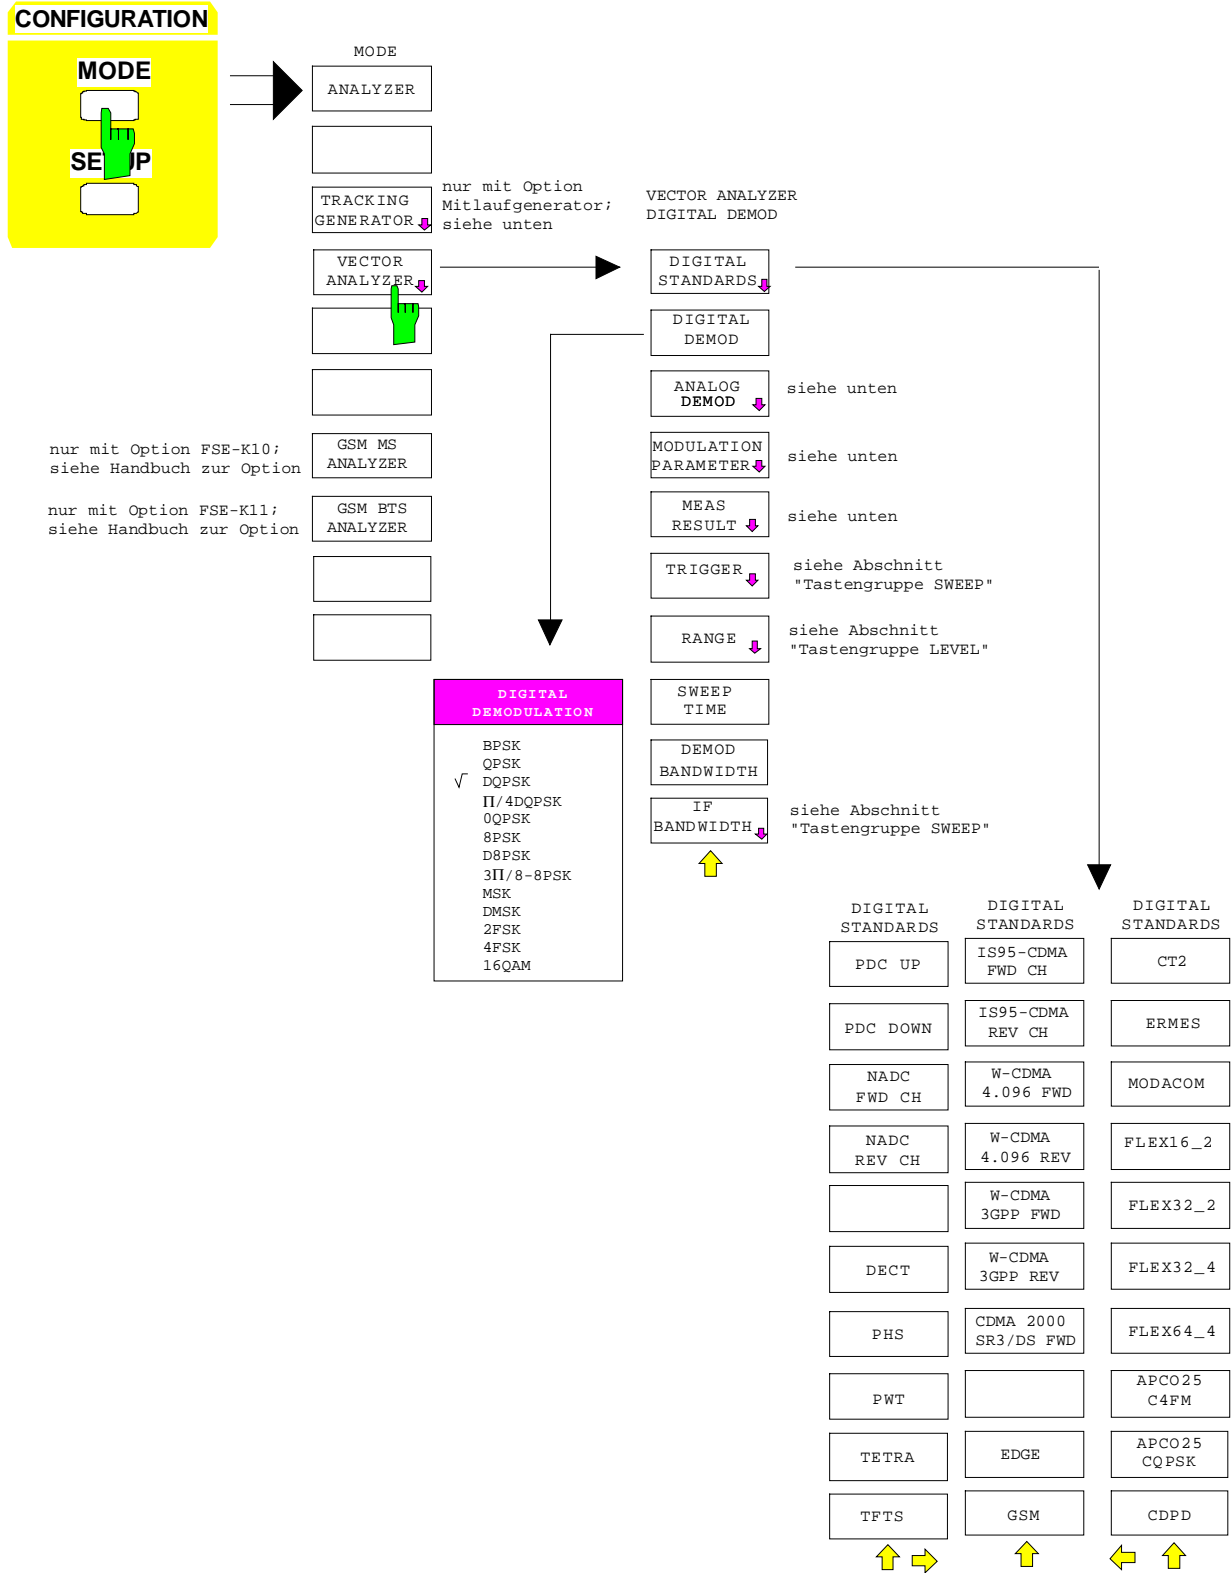 CONFIGURATION
MODE
SETUP
MODE
ANALYZER
TRACKING
GENERATOR
nur mit Option
Mitlaufgenerator;
siehe unten
VECTOR
ANALYZER
nur mit Option FSE-K10;
siehe Handbuch zur Option
GSM MS
ANALYZER
nur mit Option FSE-K11;
siehe Handbuch zur Option
GSM BTS
ANALYZER
VECTOR ANALYZER
DIGITAL DEMOD
DIGITAL
STANDARDS
DIGITAL
DEMOD
ANALOG
DEMOD
siehe unten
MODULATION
PARAMETER
siehe unten
MEAS
RESULT
siehe unten
TRIGGER
siehe Abschnitt
"Tastengruppe SWEEP"
RANGE
siehe Abschnitt
"Tastengruppe LEVEL"
SWEEP
TIME
DEMOD
BANDWIDTH
IF
BANDWIDTH
siehe Abschnitt
"Tastengruppe SWEEP"
DIGITAL
DEMODULATION
BPSK
QPSK
√ DQPSK
Π/4DQPSK
0QPSK
8PSK
D8PSK
3Π/8-8PSK
MSK
DMSK
2FSK
4FSK
16QAM
DIGITAL
STANDARDS
PDC UP
PDC DOWN
NADC
FWD CH
NADC
REV CH
DECT
PHS
PWT
TETRA
TFTS
DIGITAL
STANDARDS
IS95-CDMA
FWD CH
IS95-CDMA
REV CH
W-CDMA
4.096 FWD
W-CDMA
4.096 REV
W-CDMA
3GPP FWD
W-CDMA
3GPP REV
CDMA 2000
SR3/DS FWD
EDGE
GSM
DIGITAL
STANDARDS
CT2
ERMES
MODACOM
FLEX16_2
FLEX32_2
FLEX32_4
FLEX64_4
APCO25
C4FM
APCO25
CQPSK
CDPD